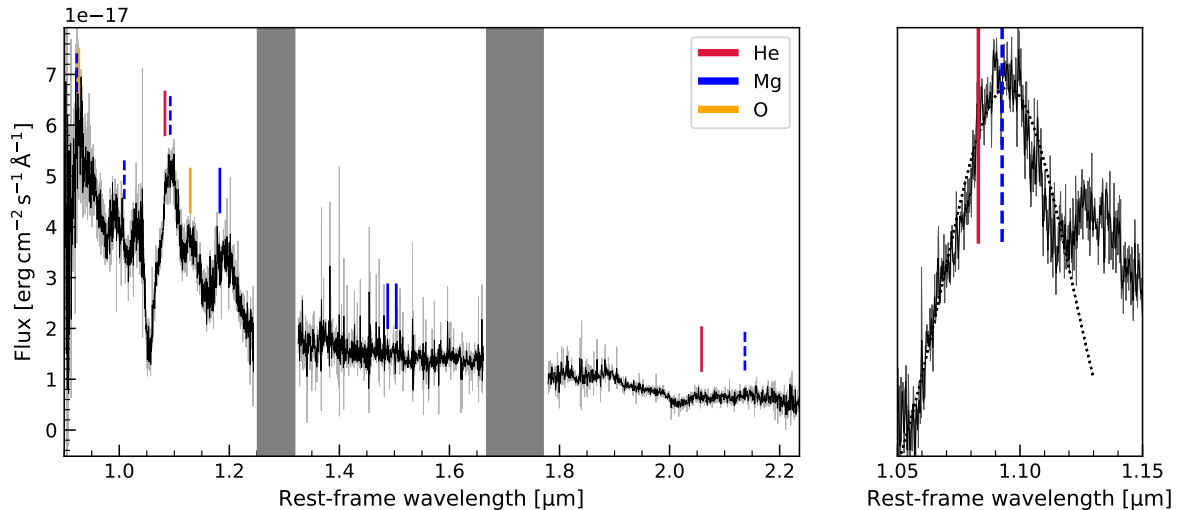 1e−17
Flux [erg cm⁻² s⁻¹ Å⁻¹]
7
6
5
4
3
2
1
0
He
Mg
O
1.0
1.2
1.4
1.6
1.8
2.0
2.2
Rest-frame wavelength [μm]
1.05
1.10
1.15
Rest-frame wavelength [μm]